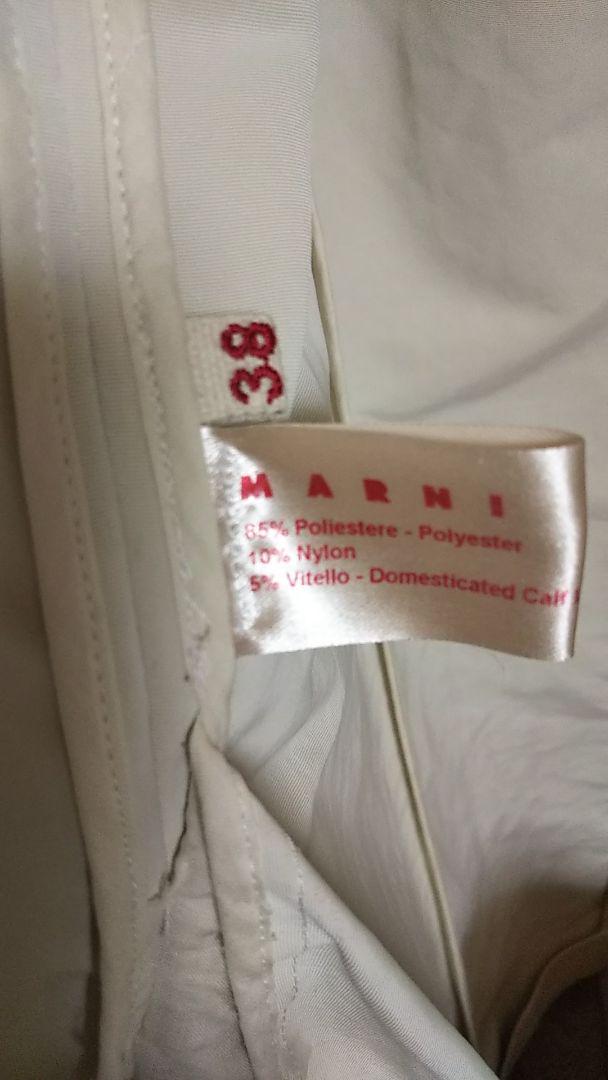 38
MARNI
85% Poliestere - Polyester
10% Nylon
5% Vitello - Domesticated Calf